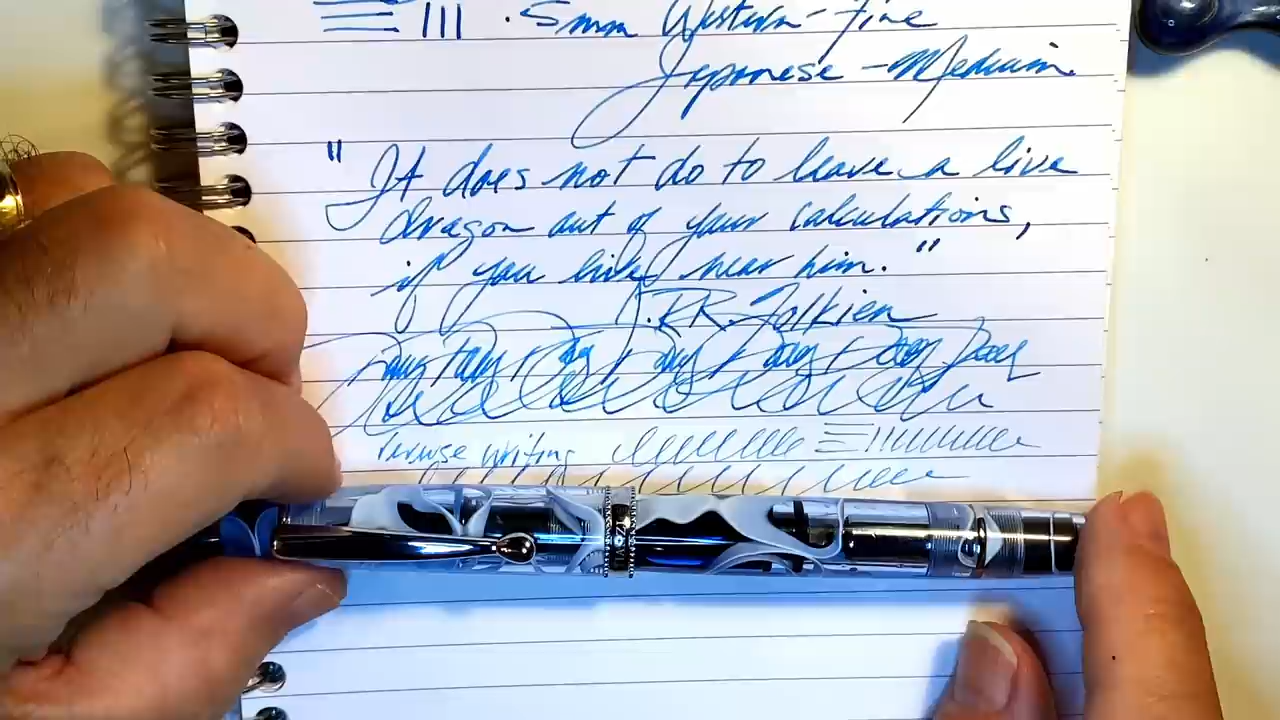 .5mm Western-Fine
Japanese - Medium
"It does not do to leave a live
dragon out of your calculations,
if you live near him."
J.RR. Tolkien
reverse writing